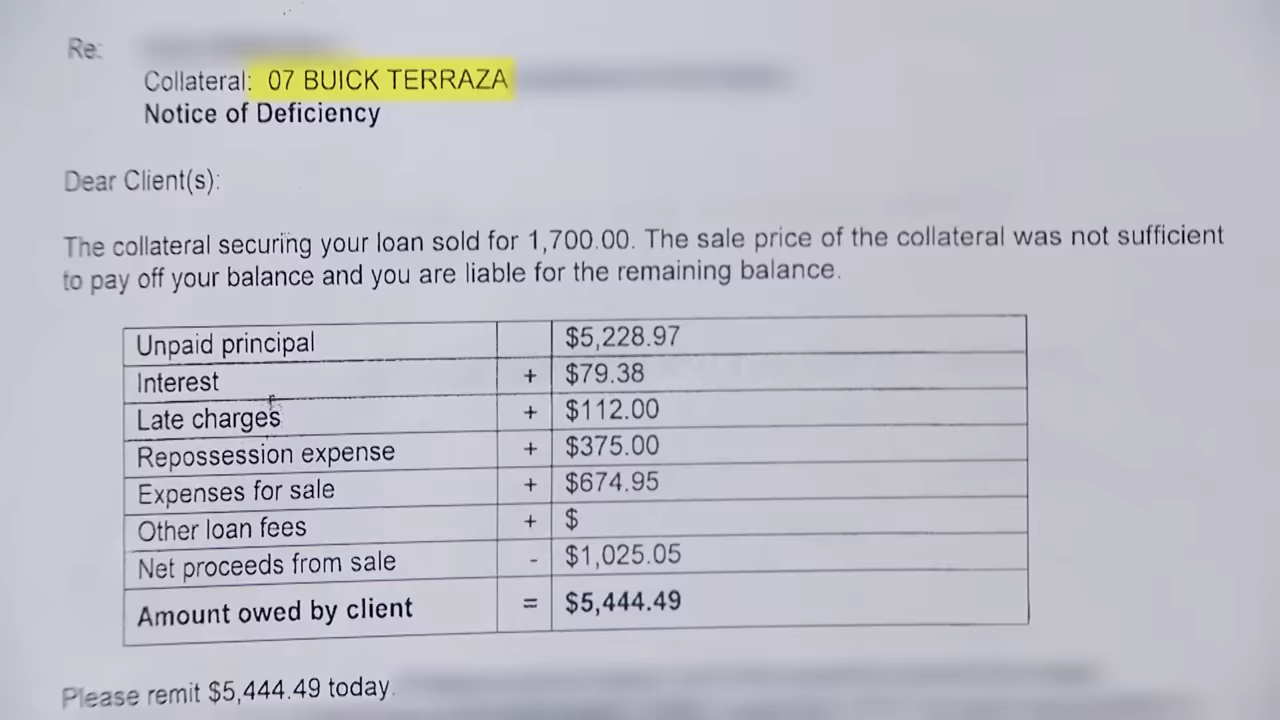 Re:
Collateral: 07 BUICK TERRAZA
Notice of Deficiency
Dear Client(s):
The collateral securing your loan sold for 1,700.00. The sale price of the collateral was not sufficient
to pay off your balance and you are liable for the remaining balance.
Unpaid principal $5,228.97
Interest + $79.38
Late charges + $112.00
Repossession expense + $375.00
Expenses for sale + $674.95
Other loan fees + $
Net proceeds from sale - $1,025.05
Amount owed by client = $5,444.49
Please remit $5,444.49 today.